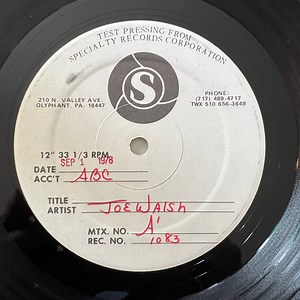 TEST PRESSING FROM
SPECIALTY RECORDS CORPORATION
S
210 N. VALLEY AVE.
OLYPHANT, PA. 18447
PHONE:
(717) 489-4717
TWX 510 656-3649
12" 33 1/3 RPM
DATE SEP 1 1978
ACC'T ABC
TITLE
ARTIST JOE WALSH
MTX. NO. A'
REC. NO. 1083